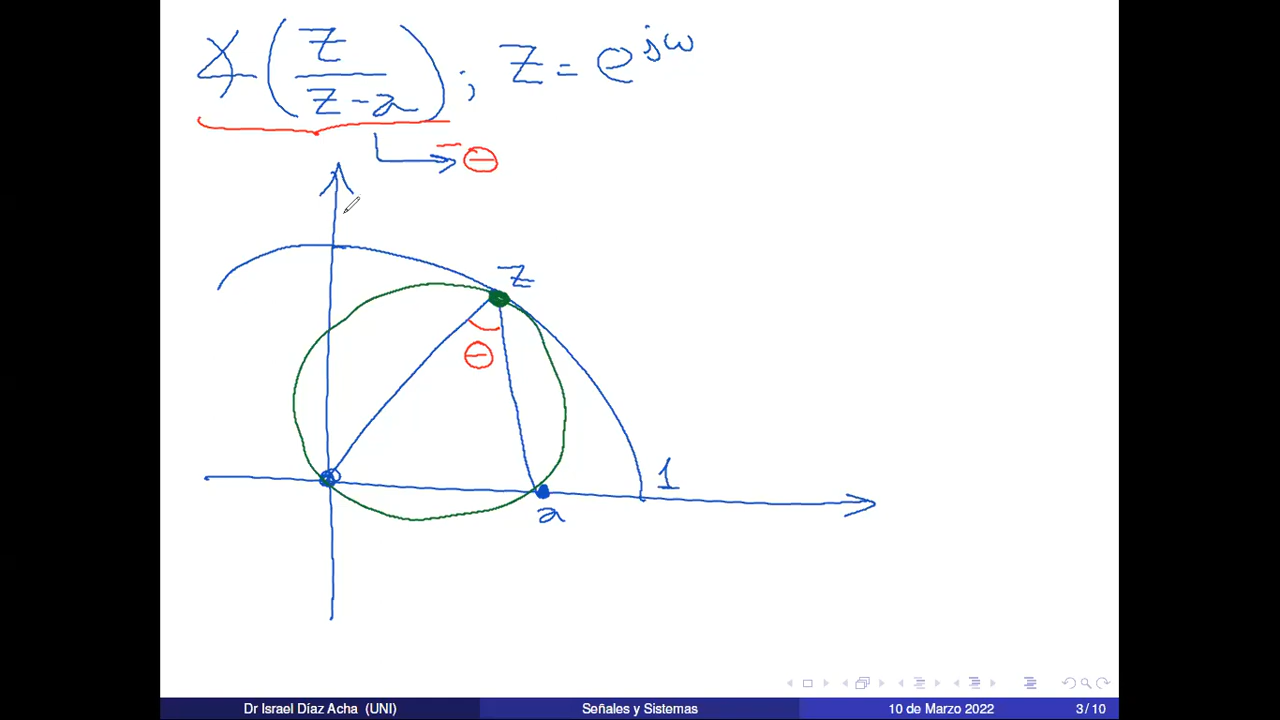 ∡(z/(z-a)); z = e^{jω}
-θ
z
θ
1
a
Dr Israel Díaz Acha (UNI) Señales y Sistemas 10 de Marzo 2022 3 / 10